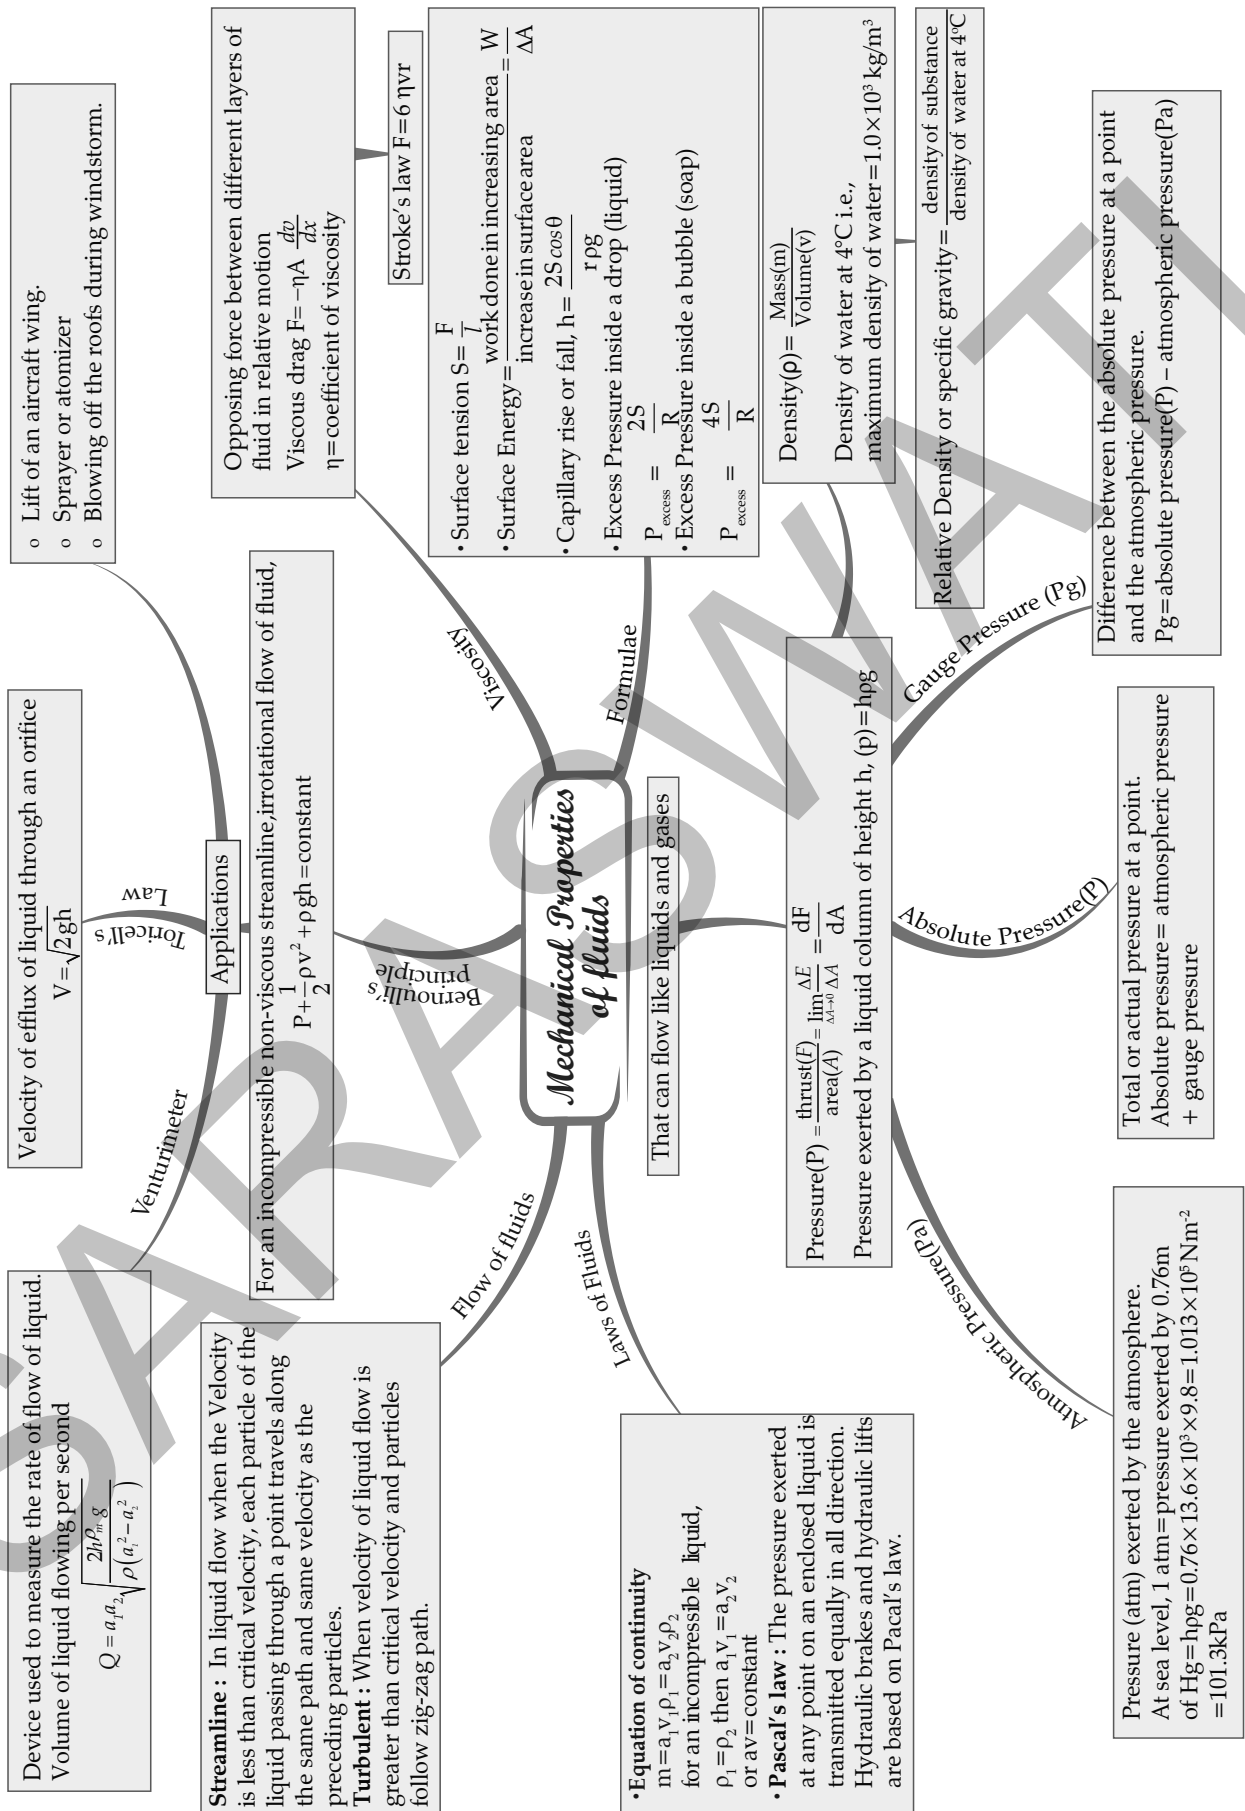 Mechanical Properties
of fluids
That can flow like liquids and gases
Bernoulli's
principle
For an incompressible non-viscous streamline,irrotational flow of fluid,
P+1/2ρv²+ρgh=constant
Applications
Venturimeter
Device used to measure the rate of flow of liquid.
Volume of liquid flowing per second
Q = a₁a₂√(2hρₘg / ρ(a₁²−a₂²))
Toricell's
Law
Velocity of efflux of liquid through an orifice
V=√2gh
o Lift of an aircraft wing.
o Sprayer or atomizer
o Blowing off the roofs during windstorm.
Viscosity
Opposing force between different layers of
fluid in relative motion
Viscous drag F=−ηA dv/dx
η=coefficient of viscosity
Stroke's law F=6 ηvr
Formulae
• Surface tension S= F/l
• Surface Energy= work done in increasing area/increase in surface area = W/ΔA
• Capillary rise or fall, h= 2S cosθ/rρg
• Excess Pressure inside a drop (liquid)
P excess = 2S/R
• Excess Pressure inside a bubble (soap)
P excess = 4S/R
Flow of fluids
Streamline : In liquid flow when the Velocity
is less than critical velocity, each particle of the
liquid passing through a point travels along
the same path and same velocity as the
preceding particles.
Turbulent : When velocity of liquid flow is
greater than critical velocity and particles
follow zig-zag path.
Laws of Fluids
•Equation of continuity
m=a₁v₁ρ₁=a₂v₂ρ₂
for an incompressible liquid,
ρ₁=ρ₂ then a₁v₁=a₂v₂
or av=constant
• Pascal's law : The pressure exerted
at any point on an enclosed liquid is
transmitted equally in all direction.
Hydraulic brakes and hydraulic lifts
are based on Pacal's law.
Pressure(P) = thrust(F)/area(A) = lim ΔA→0 ΔE/ΔA = dF/dA
Pressure exerted by a liquid column of height h, (p)=hρg
Density(ρ)= Mass(m)/Volume(v)
Density of water at 4°C i.e.,
maximum density of water=1.0×10³ kg/m³
Relative Density or specific gravity= density of substance/density of water at 4°C
Atmospheric Pressure(Pa)
Pressure (atm) exerted by the atmosphere.
At sea level, 1 atm=pressure exerted by 0.76m
of Hg=hρg=0.76×13.6×10³×9.8=1.013×10⁵Nm⁻²
=101.3kPa
Absolute Pressure(P)
Total or actual pressure at a point.
Absolute pressure= atmospheric pressure
+ gauge pressure
Gauge Pressure (Pg)
Difference between the absolute pressure at a point
and the atmospheric pressure.
Pg=absolute pressure(P) − atmospheric pressure(Pa)
SARASWATI